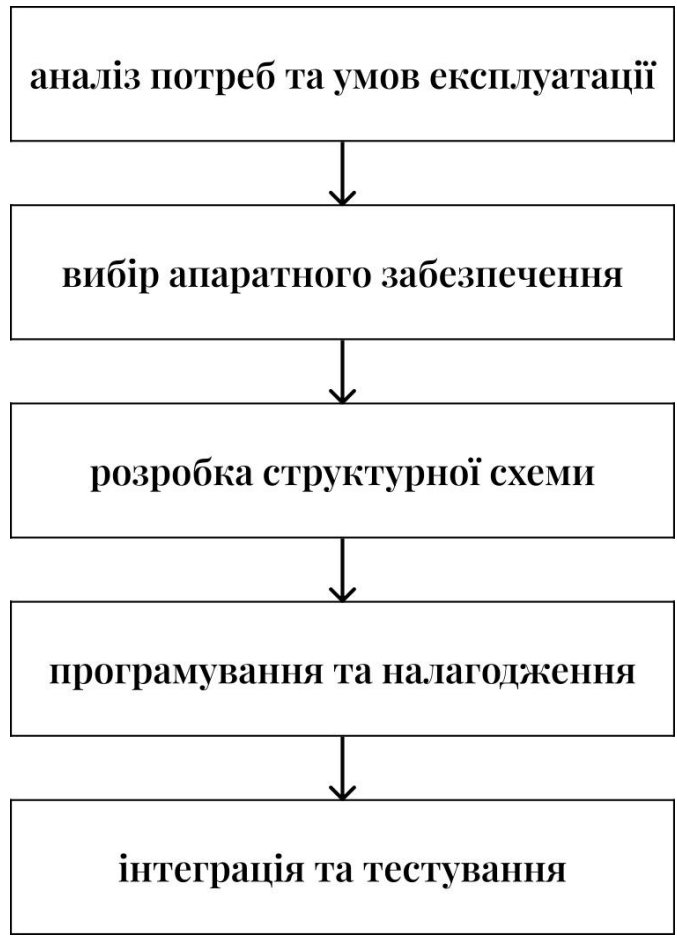 аналіз потреб та умов експлуатації
вибір апаратного забезпечення
розробка структурної схеми
програмування та налагодження
інтеграція та тестування